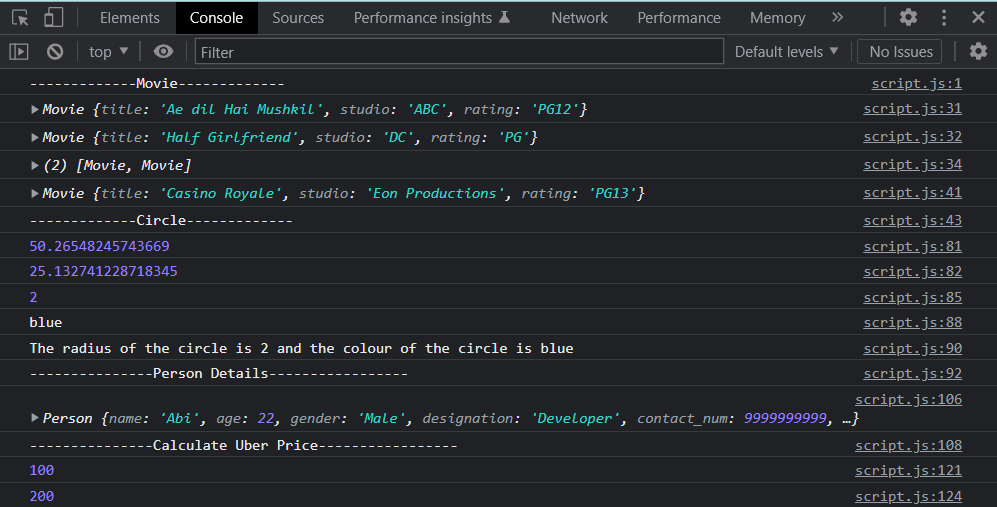 Elements Console Sources Performance insights Network Performance Memory
top Filter Default levels No Issues
-------------Movie------------- script.js:1
Movie {title: 'Ae dil Hai Mushkil', studio: 'ABC', rating: 'PG12'} script.js:31
Movie {title: 'Half Girlfriend', studio: 'DC', rating: 'PG'} script.js:32
(2) [Movie, Movie] script.js:34
Movie {title: 'Casino Royale', studio: 'Eon Productions', rating: 'PG13'} script.js:41
-------------Circle------------- script.js:43
50.26548245743669 script.js:81
25.132741228718345 script.js:82
2 script.js:85
blue script.js:88
The radius of the circle is 2 and the colour of the circle is blue script.js:90
---------------Person Details----------------- script.js:92
script.js:106
Person {name: 'Abi', age: 22, gender: 'Male', designation: 'Developer', contact_num: 9999999999, …}
---------------Calculate Uber Price----------------- script.js:108
100 script.js:121
200 script.js:124